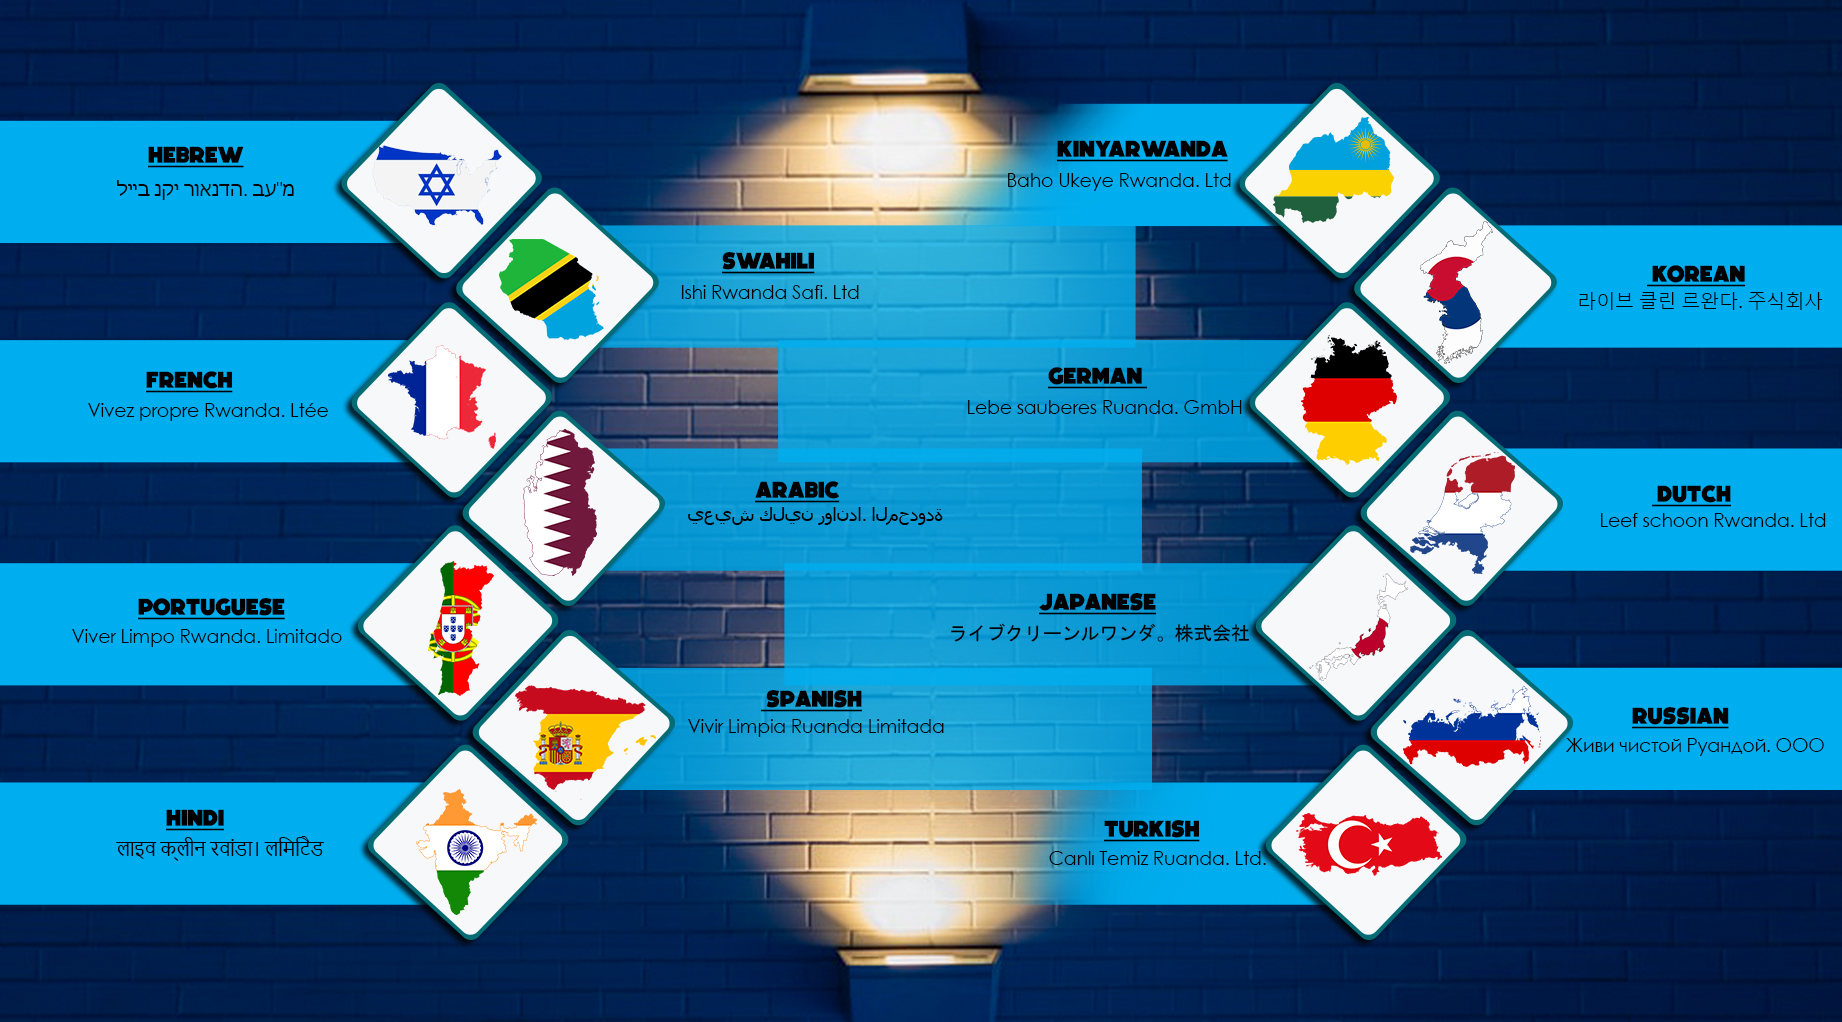 HEBREW
לייב נקי רואנדה. בע"מ
SWAHILI
Ishi Rwanda Safi. Ltd
FRENCH
Vivez propre Rwanda. Ltée
ARABIC
يعيش كلين رواندا. المحدودة
PORTUGUESE
Viver Limpo Rwanda. Limitado
SPANISH
Vivir Limpia Ruanda Limitada
HINDI
लाइव क्लीन रवांडा। लिमिटेड
KINYARWANDA
Baho Ukeye Rwanda. Ltd
KOREAN
라이브 클린 르완다. 주식회사
GERMAN
Lebe sauberes Ruanda. GmbH
DUTCH
Leef schoon Rwanda. Ltd
JAPANESE
ライブクリーンルワンダ。株式会社
RUSSIAN
Живи чистой Руандой. ООО
TURKISH
Canlı Temiz Ruanda. Ltd.